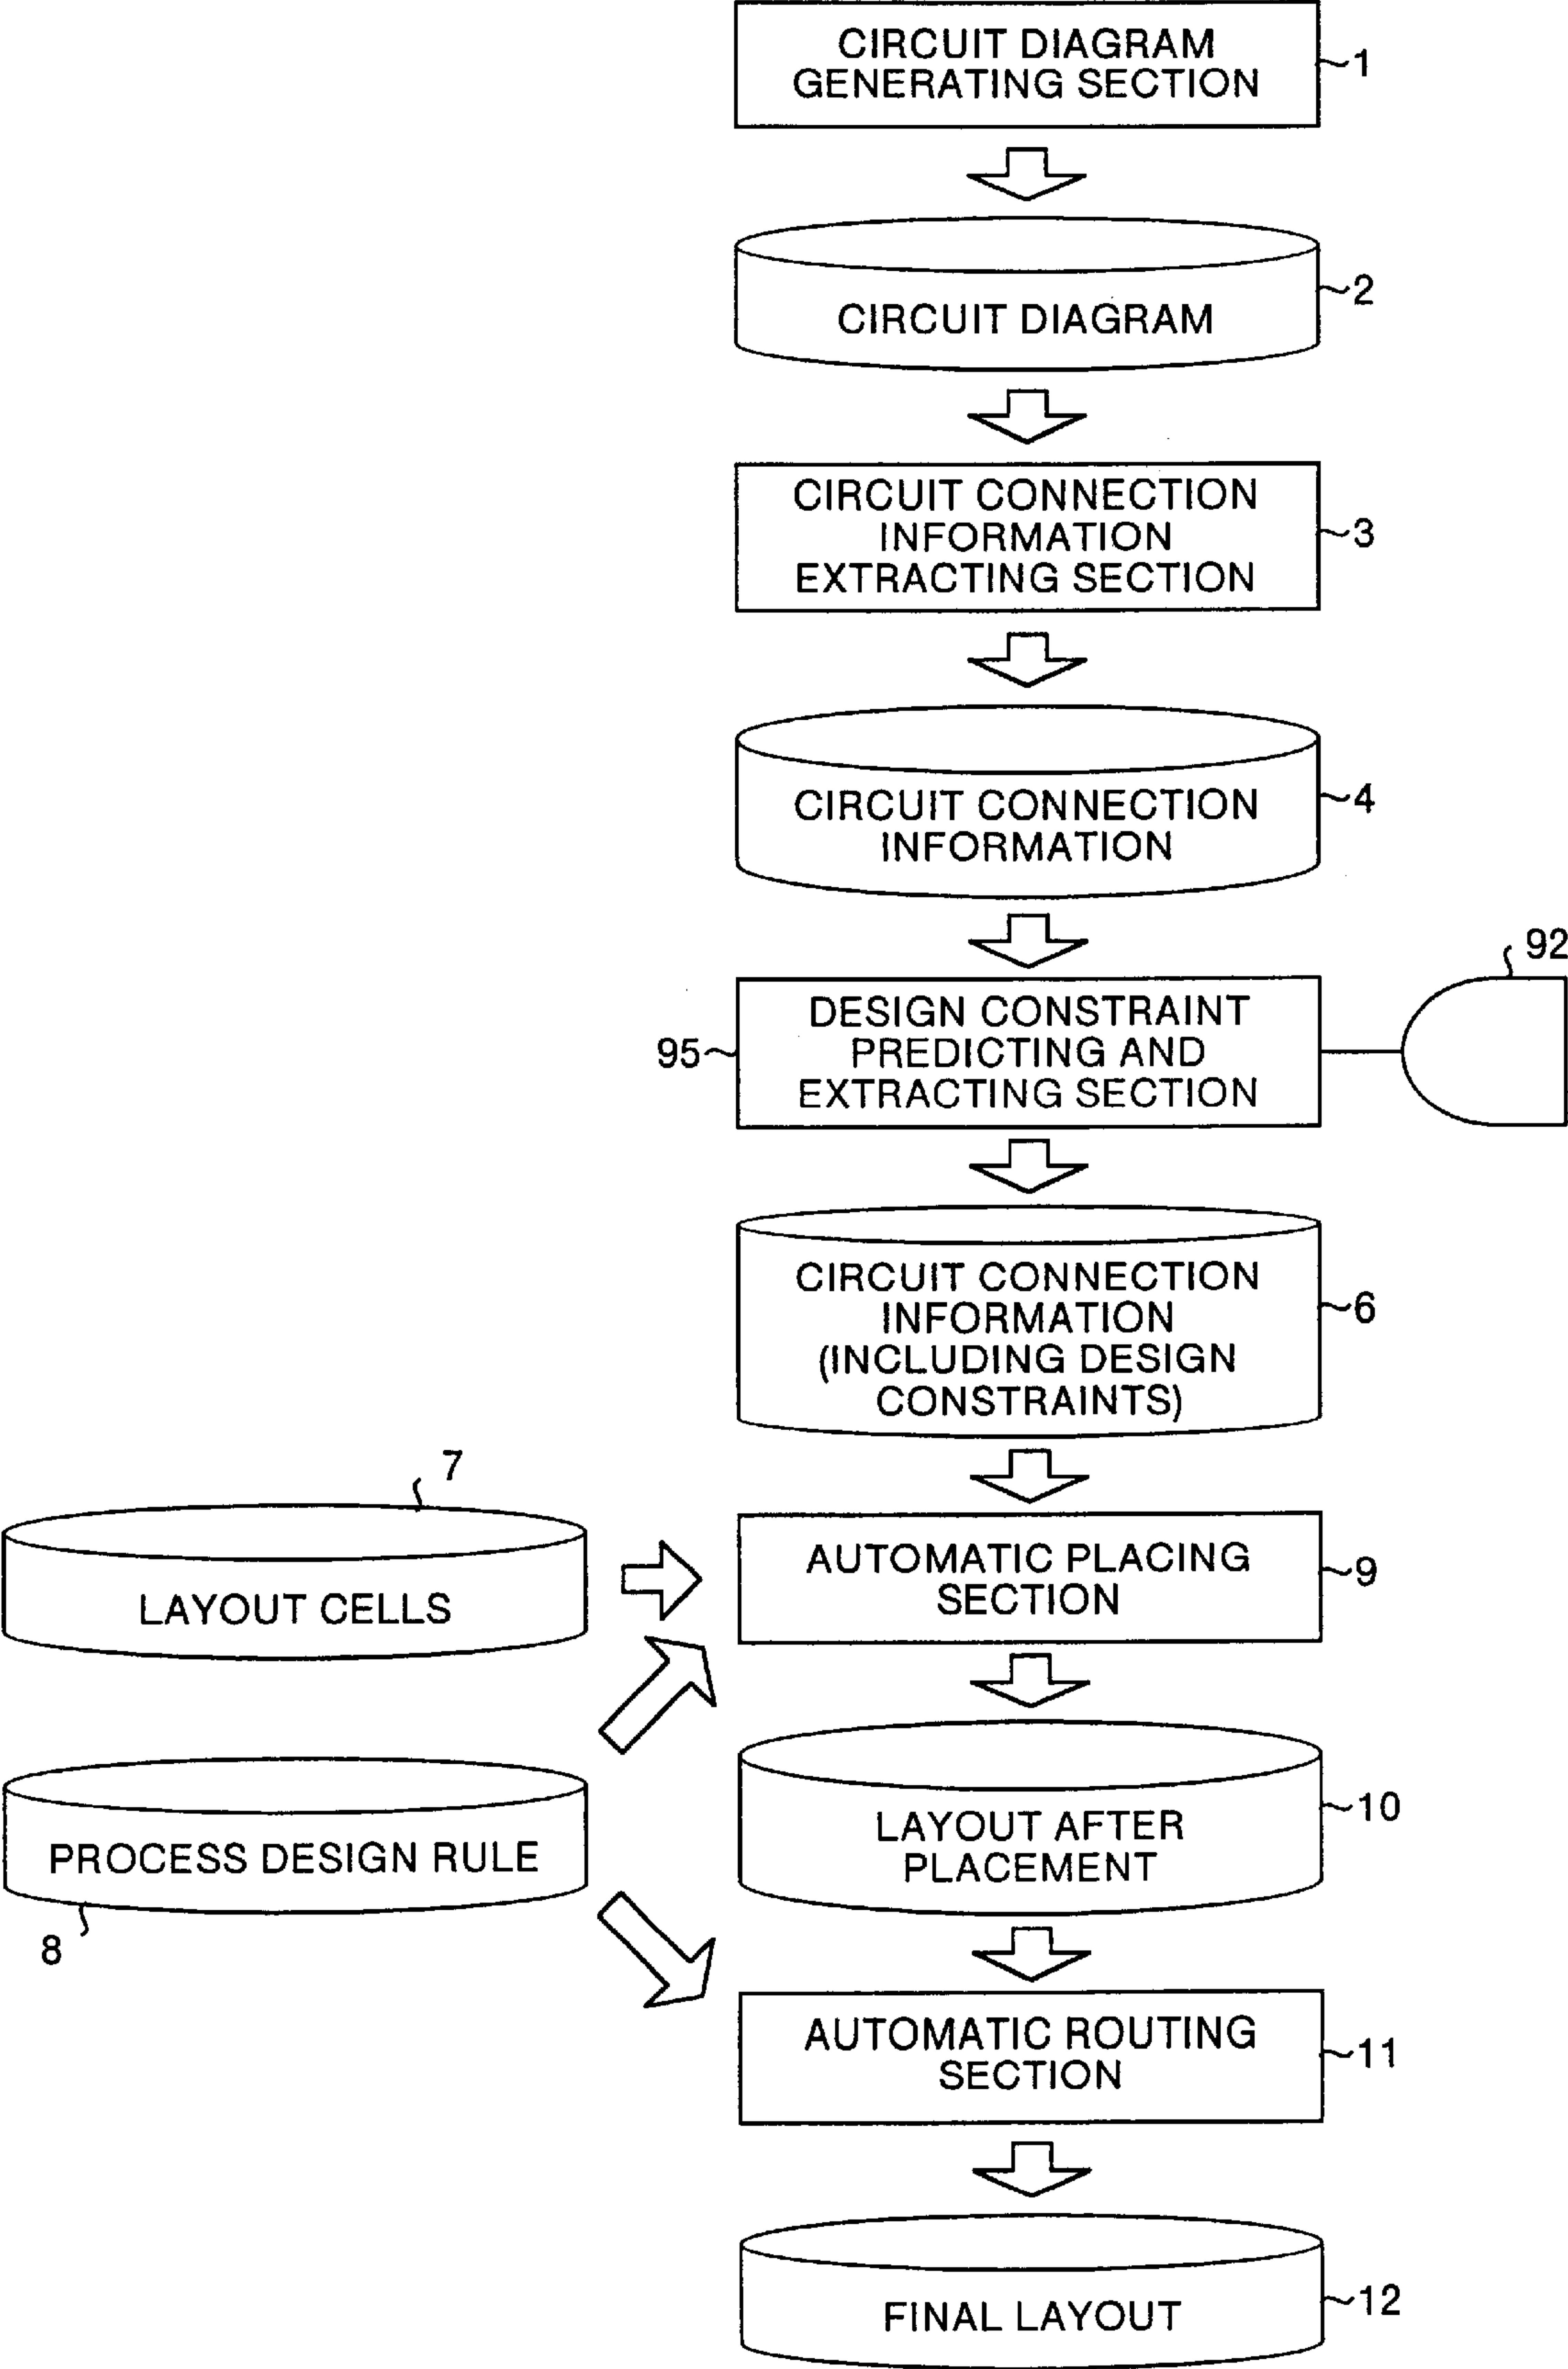 CIRCUIT DIAGRAM
GENERATING SECTION
1
CIRCUIT DIAGRAM
2
CIRCUIT CONNECTION
INFORMATION
EXTRACTING SECTION
3
CIRCUIT CONNECTION
INFORMATION
4
92
95
DESIGN CONSTRAINT
PREDICTING AND
EXTRACTING SECTION
CIRCUIT CONNECTION
INFORMATION
(INCLUDING DESIGN
CONSTRAINTS)
6
7
LAYOUT CELLS
AUTOMATIC PLACING
SECTION
9
PROCESS DESIGN RULE
8
LAYOUT AFTER
PLACEMENT
10
AUTOMATIC ROUTING
SECTION
11
FINAL LAYOUT
12